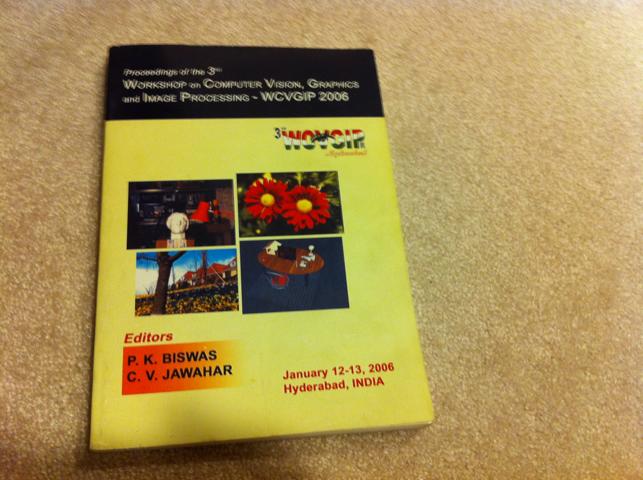 Proceedings of the 3RD
WORKSHOP on COMPUTER VISION, GRAPHICS
and IMAGE PROCESSING - WCVGIP 2006
3 WCVGIP
...Hyderabad
Editors
P. K. BISWAS
C. V. JAWAHAR
January 12-13, 2006
Hyderabad, INDIA